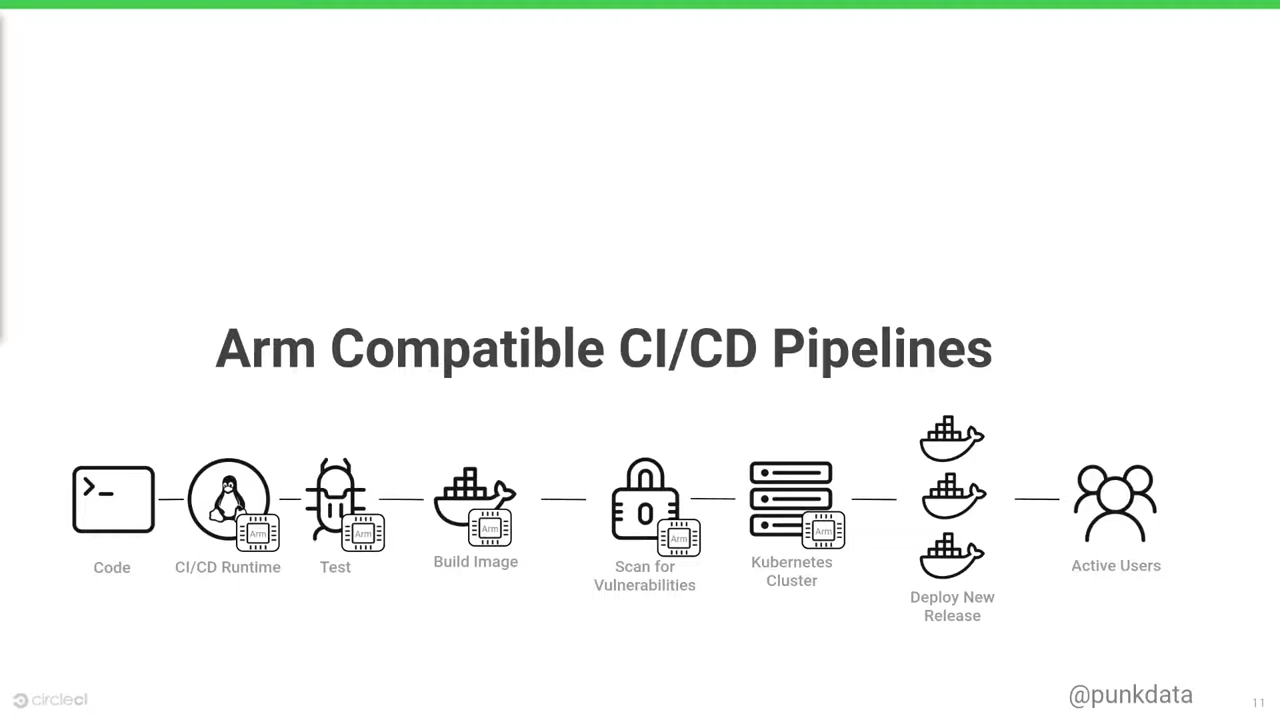 Arm Compatible CI/CD Pipelines
Arm
Arm
Arm
Arm
Arm
Code
CI/CD Runtime
Test
Build Image
Scan for
Vulnerabilities
Kubernetes
Cluster
Deploy New
Release
Active Users
circleci
@punkdata
11